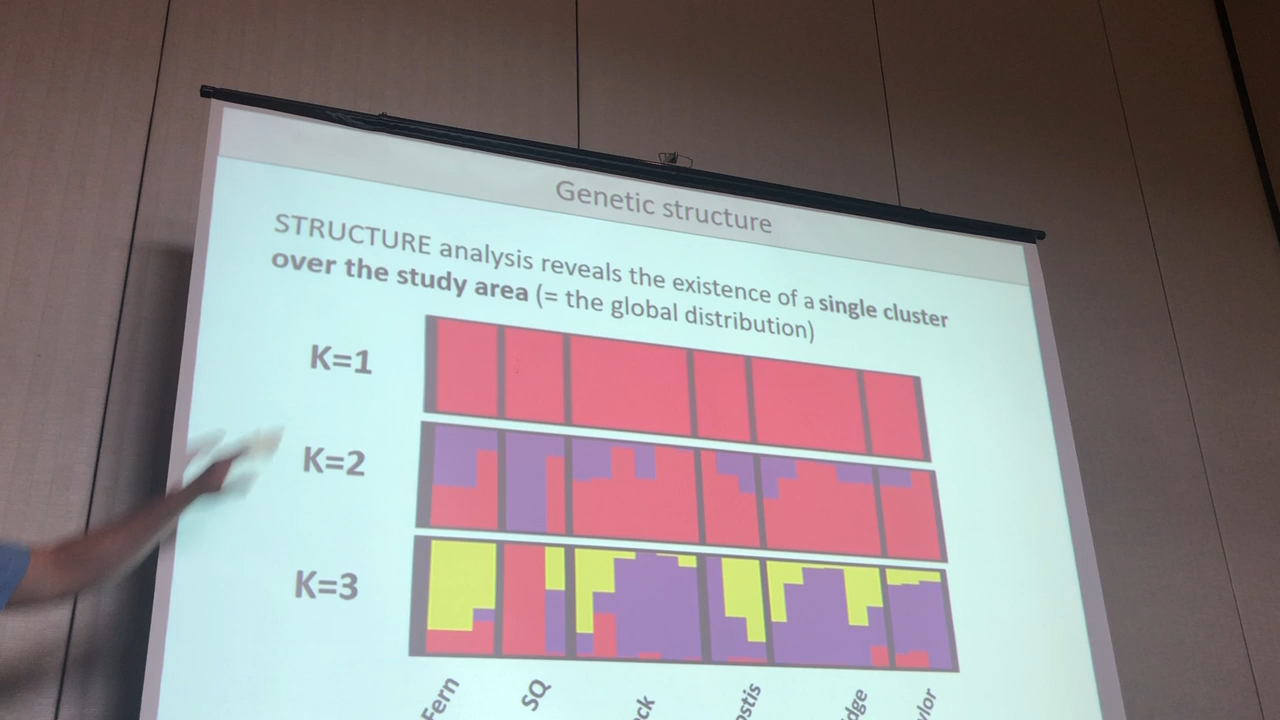 Genetic structure
STRUCTURE analysis reveals the existence of a single cluster
over the study area (= the global distribution)
K=1
K=2
K=3
Fern
SQ